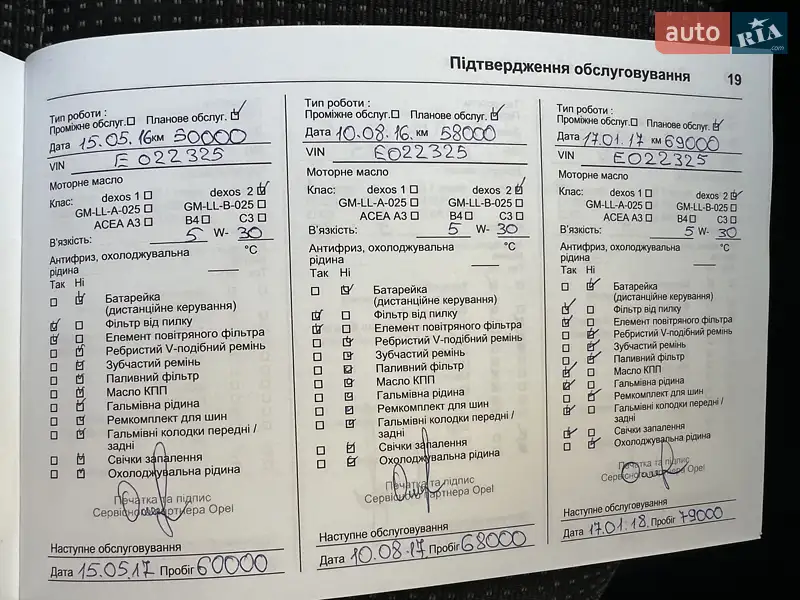 auto RIA .com
Підтвердження обслуговування 19
Тип роботи :
Проміжне обслуг. Планове обслуг.
Дата 15.05.16 км 50000
VIN E022325
Моторне масло
Клас: dexos 1 dexos 2
GM-LL-A-025 GM-LL-B-025
ACEA A3 B4 C3
В'язкість: 5 W- 30
Антифриз, охолоджувальна °C
рідина
Так Ні
Батарейка
(дистанційне керування)
Фільтр від пилку
Елемент повітряного фільтра
Ребристий V-подібний ремінь
Зубчастий ремінь
Паливний фільтр
Масло КПП
Гальмівна рідина
Ремкомплект для шин
Гальмівні колодки передні /
задні
Свічки запалення
Охолоджувальна рідина
Печатка та підпис
Сервісного партнера Opel
Наступне обслуговування
Дата 15.05.17 Пробіг 60000
Тип роботи :
Проміжне обслуг. Планове обслуг.
Дата 10.08.16. км 58000
VIN E022325
Моторне масло
Клас: dexos 1 dexos 2
GM-LL-A-025 GM-LL-B-025
ACEA A3 B4 C3
В'язкість: 5 W- 30
Антифриз, охолоджувальна °C
рідина
Так Ні
Батарейка
(дистанційне керування)
Фільтр від пилку
Елемент повітряного фільтра
Ребристий V-подібний ремінь
Зубчастий ремінь
Паливний фільтр
Масло КПП
Гальмівна рідина
Ремкомплект для шин
Гальмівні колодки передні /
задні
Свічки запалення
Охолоджувальна рідина
Печатка та підпис
Сервісного партнера Opel
Наступне обслуговування
Дата 10.08.17 Пробіг 68000
Тип роботи :
Проміжне обслуг. Планове обслуг.
Дата 17.01.17 км 69000
VIN E022325
Моторне масло
Клас: dexos 1 dexos 2
GM-LL-A-025 GM-LL-B-025
ACEA A3 B4 C3
В'язкість: 5 W- 30
Антифриз, охолоджувальна °C
рідина
Так Ні
Батарейка
(дистанційне керування)
Фільтр від пилку
Елемент повітряного фільтра
Ребристий V-подібний ремінь
Зубчастий ремінь
Паливний фільтр
Масло КПП
Гальмівна рідина
Ремкомплект для шин
Гальмівні колодки передні /
задні
Свічки запалення
Охолоджувальна рідина
Печатка та підпис
Сервісного партнера Opel
Наступне обслуговування
Дата 17.01.18. Пробіг 79000